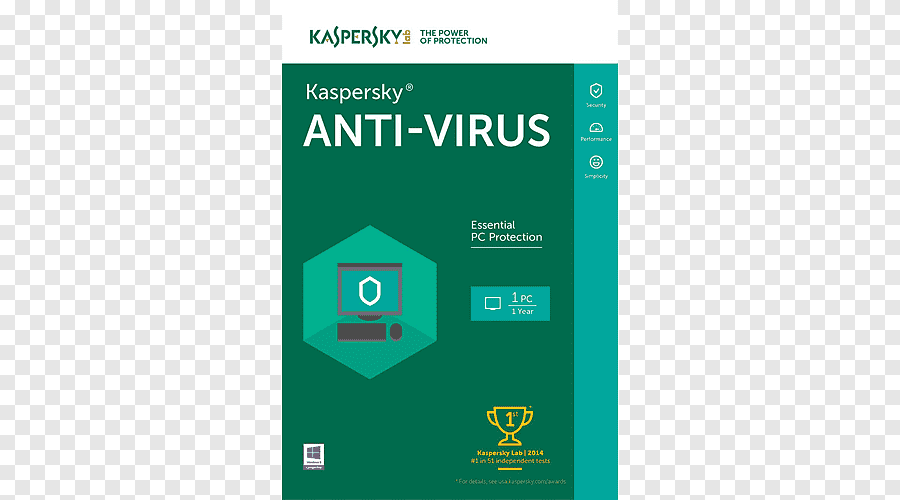 KASPERSKY lab
THE POWER
OF PROTECTION
Kaspersky®
ANTI-VIRUS
Security
Performance
Simplicity
Essential
PC Protection
1 PC
1 Year
1st*
Kaspersky Lab | 2014
#1 in 51 independent tests
*For details, see usa.kaspersky.com/awards